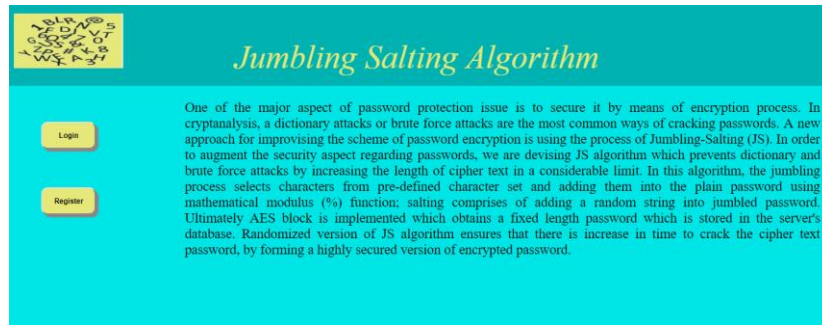 Jumbling Salting Algorithm
Login
Register
One of the major aspect of password protection issue is to secure it by means of encryption process. In
cryptanalysis, a dictionary attacks or brute force attacks are the most common ways of cracking passwords. A new
approach for improvising the scheme of password encryption is using the process of Jumbling-Salting (JS). In order
to augment the security aspect regarding passwords, we are devising JS algorithm which prevents dictionary and
brute force attacks by increasing the length of cipher text in a considerable limit. In this algorithm, the jumbling
process selects characters from pre-defined character set and adding them into the plain password using
mathematical modulus (%) function; salting comprises of adding a random string into jumbled password.
Ultimately AES block is implemented which obtains a fixed length password which is stored in the server's
database. Randomized version of JS algorithm ensures that there is increase in time to crack the cipher text
password, by forming a highly secured version of encrypted password.